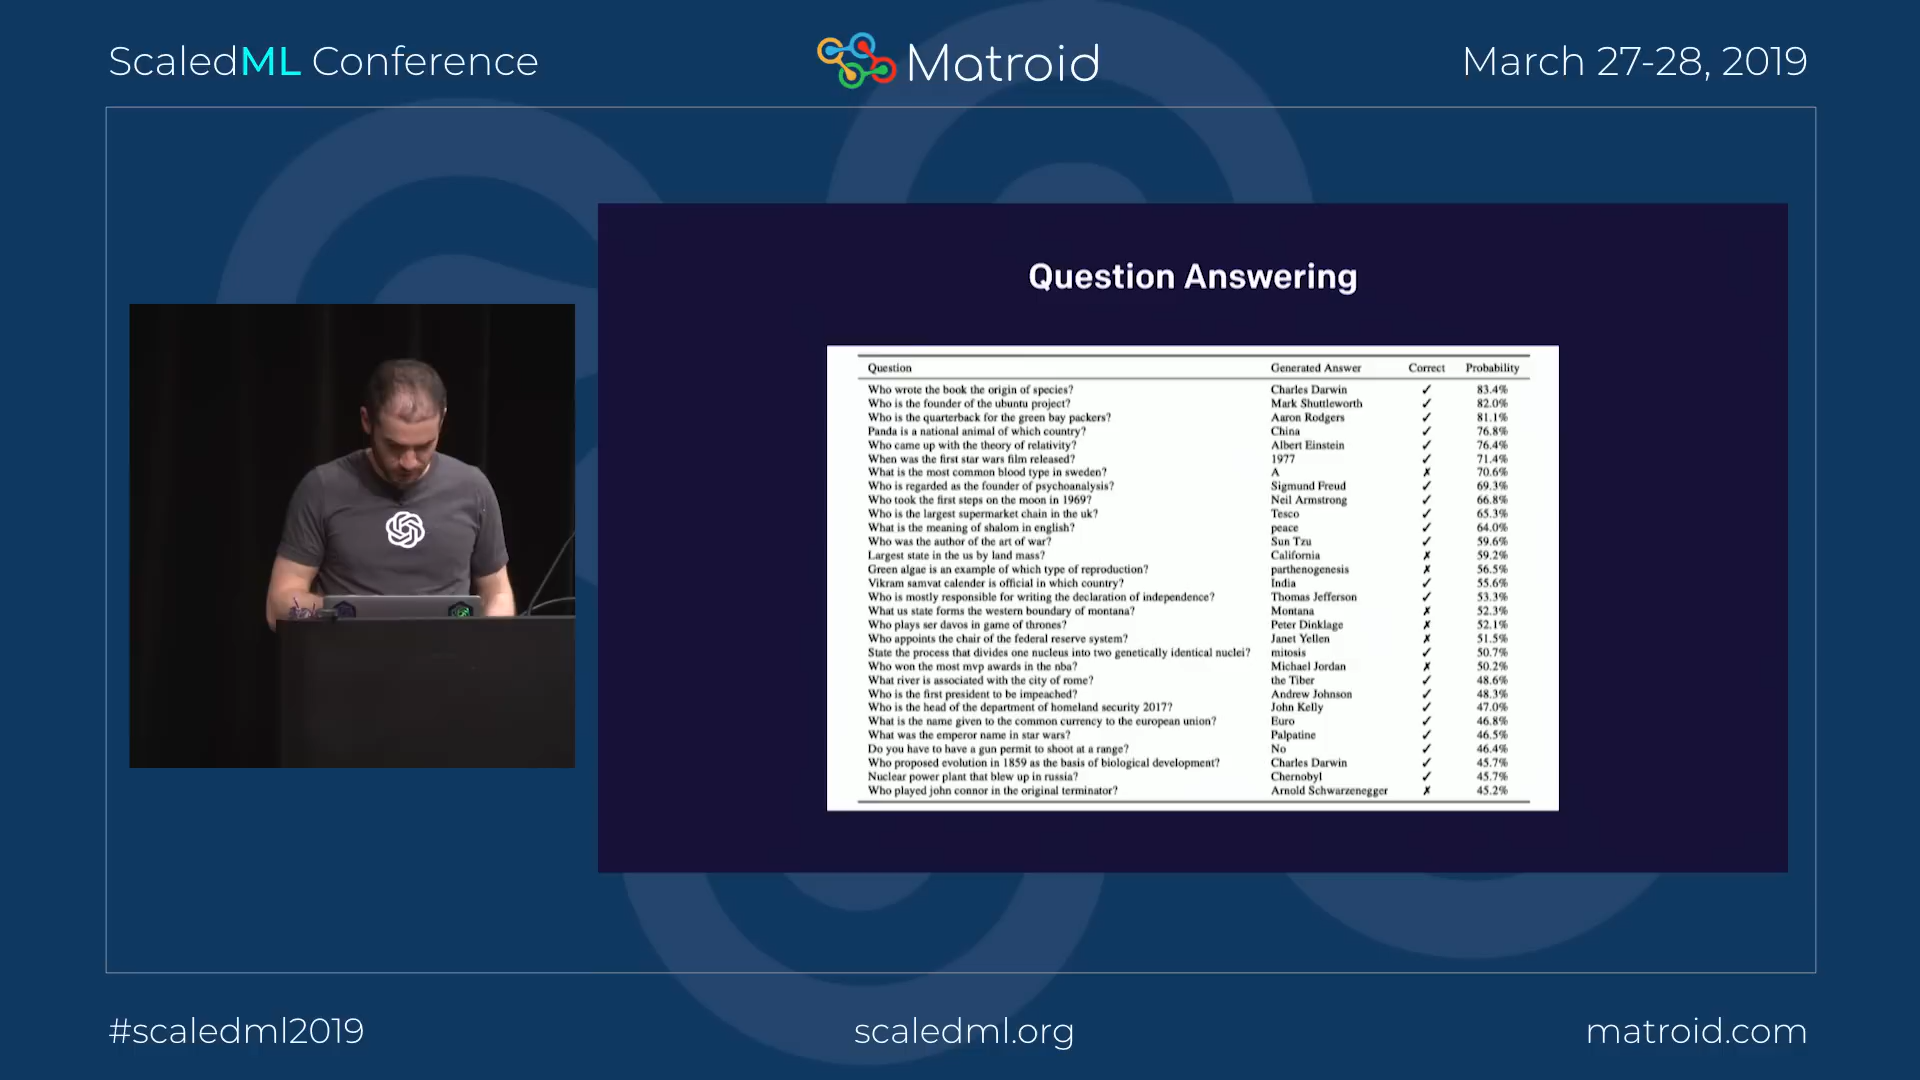 ScaledML Conference
Matroid
March 27-28, 2019
Question Answering
Question Generated Answer Correct Probability
Who wrote the book the origin of species? Charles Darwin ✓ 83.4%
Who is the founder of the ubuntu project? Mark Shuttleworth ✓ 82.0%
Who is the quarterback for the green bay packers? Aaron Rodgers ✓ 81.1%
Panda is a national animal of which country? China ✓ 76.8%
Who came up with the theory of relativity? Albert Einstein ✓ 76.4%
When was the first star wars film released? 1977 ✓ 71.4%
What is the most common blood type in sweden? A ✗ 70.6%
Who is regarded as the founder of psychoanalysis? Sigmund Freud ✓ 69.3%
Who took the first steps on the moon in 1969? Neil Armstrong ✓ 66.8%
Who is the largest supermarket chain in the uk? Tesco ✓ 65.3%
What is the meaning of shalom in english? peace ✓ 64.0%
Who was the author of the art of war? Sun Tzu ✓ 59.6%
Largest state in the us by land mass? California ✗ 59.2%
Green algae is an example of which type of reproduction? parthenogenesis ✗ 56.5%
Vikram samvat calender is official in which country? India ✓ 55.6%
Who is mostly responsible for writing the declaration of independence? Thomas Jefferson ✓ 53.3%
What us state forms the western boundary of montana? Montana ✗ 52.3%
Who plays ser davos in game of thrones? Peter Dinklage ✗ 52.1%
Who appoints the chair of the federal reserve system? Janet Yellen ✗ 51.5%
State the process that divides one nucleus into two genetically identical nuclei? mitosis ✓ 50.7%
Who won the most mvp awards in the nba? Michael Jordan ✗ 50.2%
What river is associated with the city of rome? the Tiber ✓ 48.6%
Who is the first president to be impeached? Andrew Johnson ✓ 48.3%
Who is the head of the department of homeland security 2017? John Kelly ✓ 47.0%
What is the name given to the common currency to the european union? Euro ✓ 46.8%
What was the emperor name in star wars? Palpatine ✓ 46.5%
Do you have to have a gun permit to shoot at a range? No ✓ 46.4%
Who proposed evolution in 1859 as the basis of biological development? Charles Darwin ✓ 45.7%
Nuclear power plant that blew up in russia? Chernobyl ✓ 45.7%
Who played john connor in the original terminator? Arnold Schwarzenegger ✗ 45.2%
#scaledml2019
scaledml.org
matroid.com